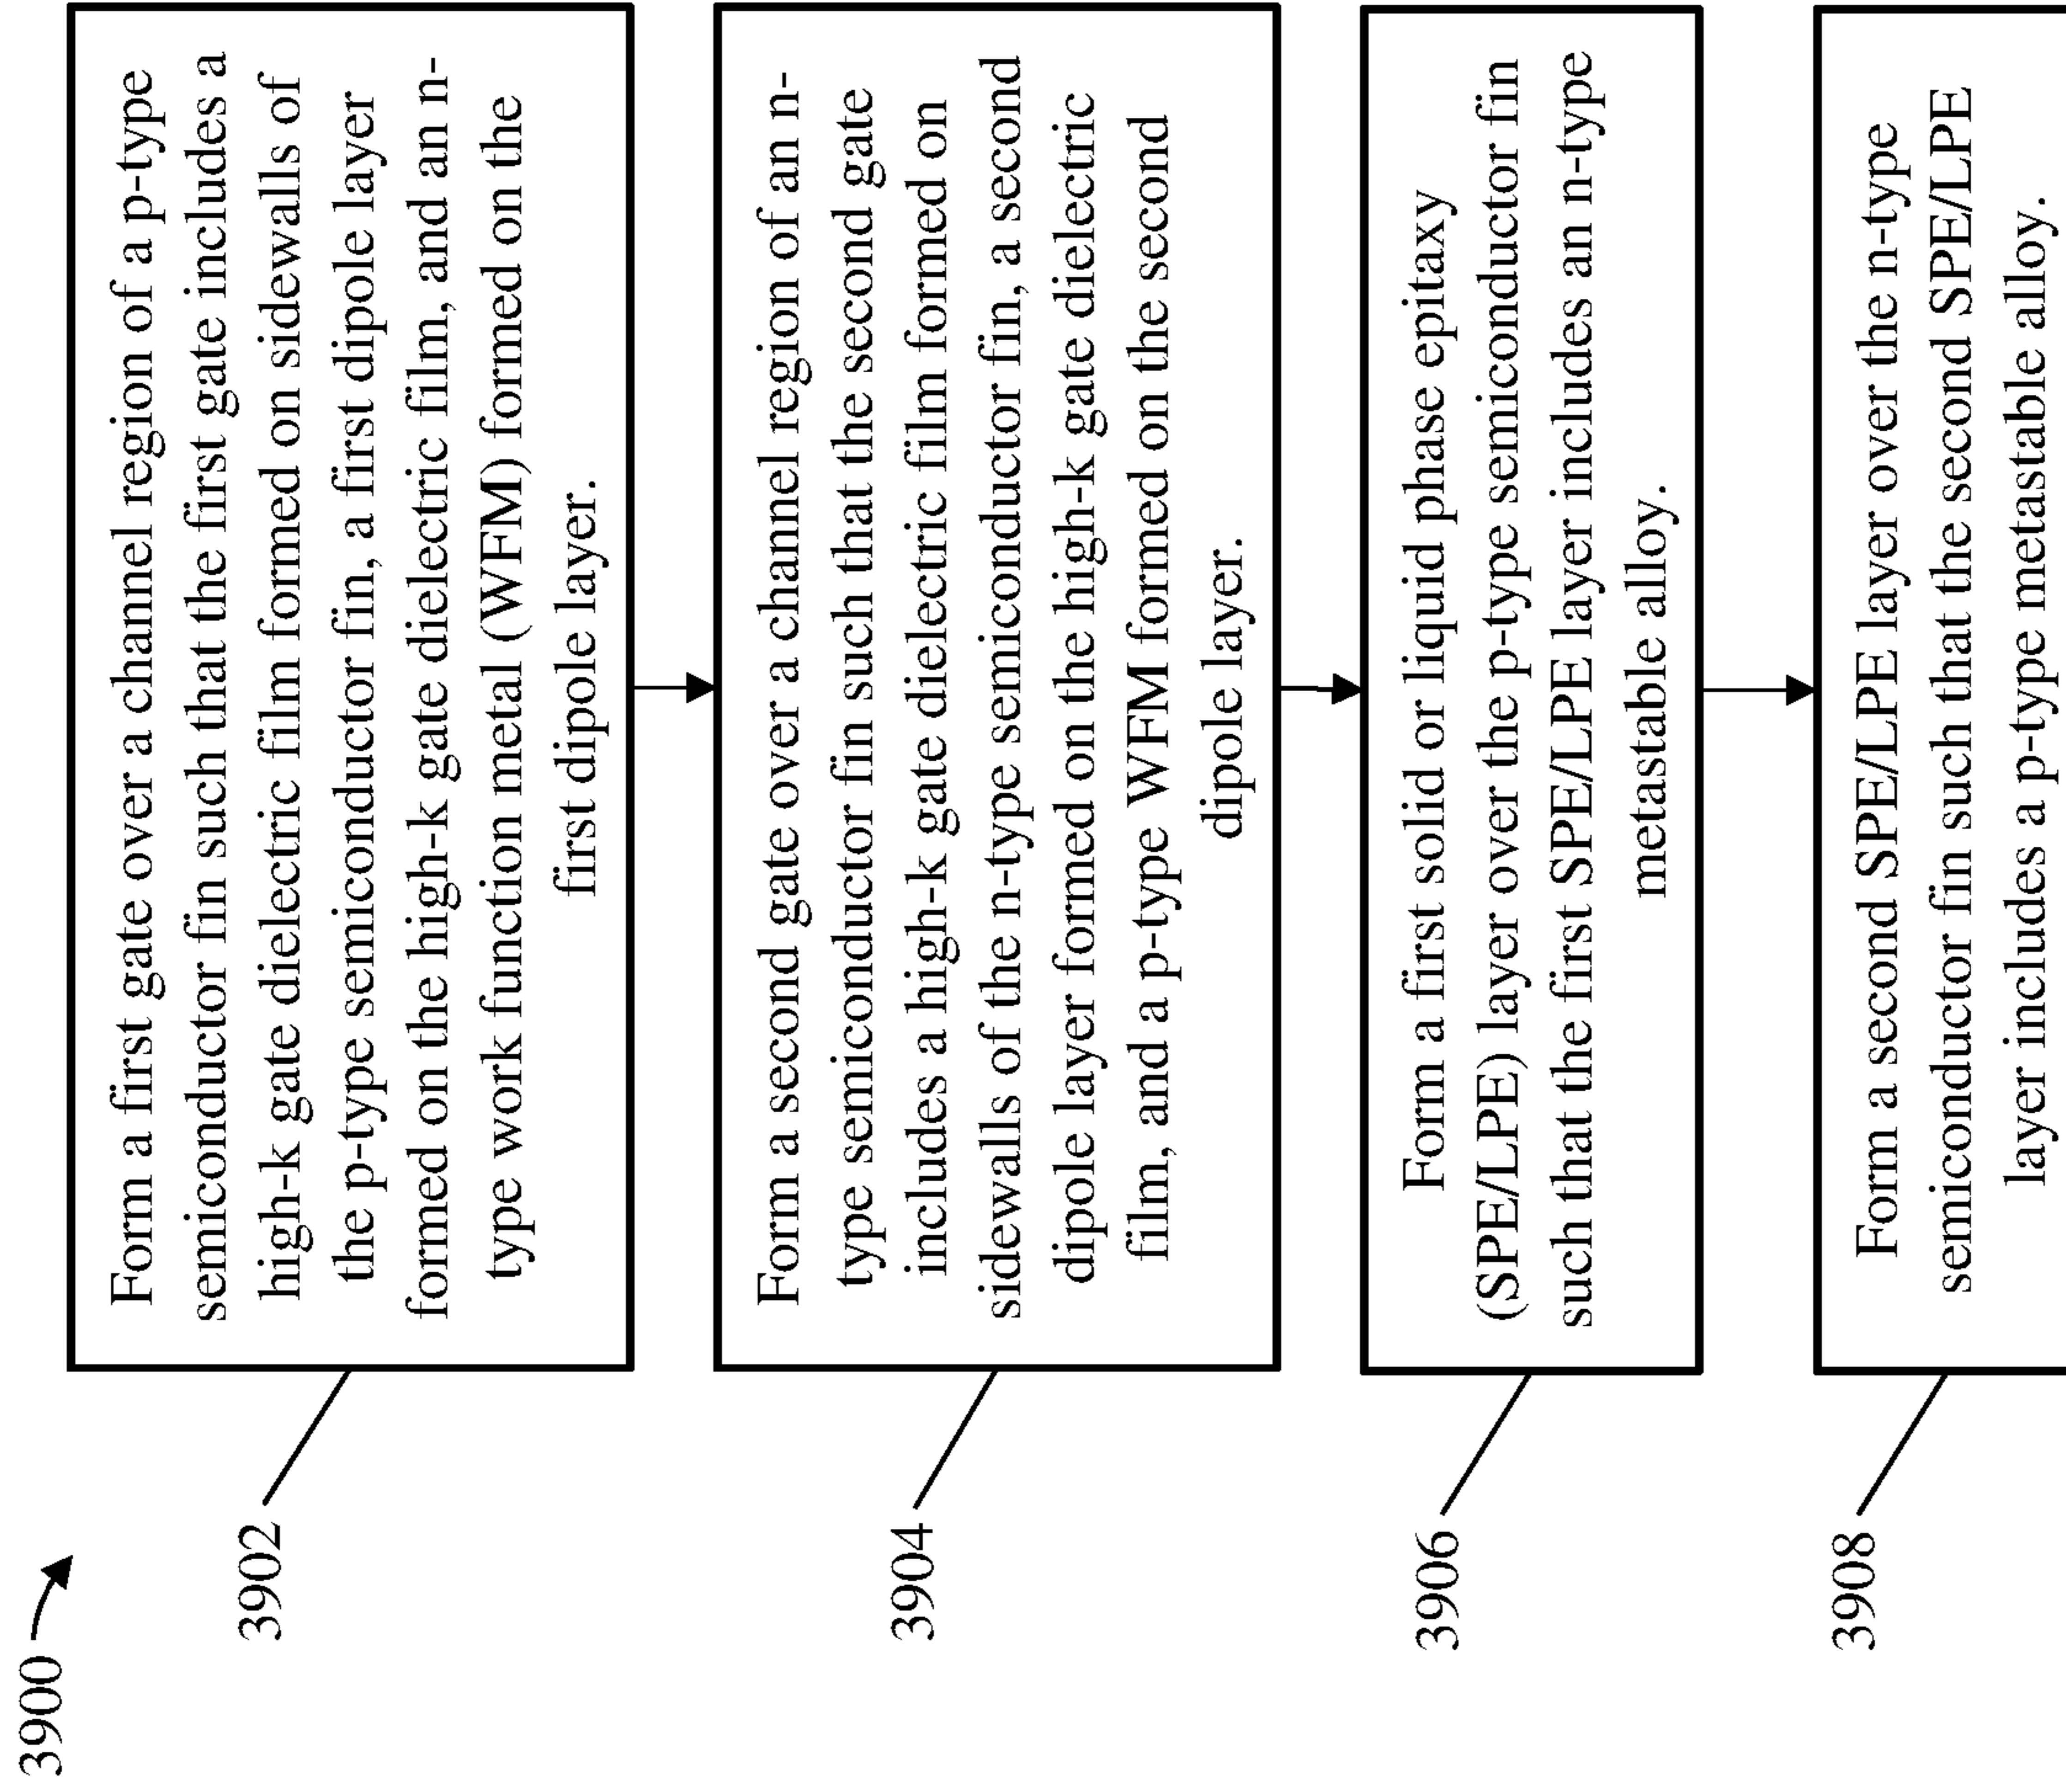 3900
3902
Form a first gate over a channel region of a p-type
semiconductor fin such that the first gate includes a
high-k gate dielectric film formed on sidewalls of
the p-type semiconductor fin, a first dipole layer
formed on the high-k gate dielectric film, and an n-
type work function metal (WFM) formed on the
first dipole layer.
3904
Form a second gate over a channel region of an n-
type semiconductor fin such that the second gate
includes a high-k gate dielectric film formed on
sidewalls of the n-type semiconductor fin, a second
dipole layer formed on the high-k gate dielectric
film, and a p-type WFM formed on the second
dipole layer.
3906
Form a first solid or liquid phase epitaxy
(SPE/LPE) layer over the p-type semiconductor fin
such that the first SPE/LPE layer includes an n-type
metastable alloy.
3908
Form a second SPE/LPE layer over the n-type
semiconductor fin such that the second SPE/LPE
layer includes a p-type metastable alloy.